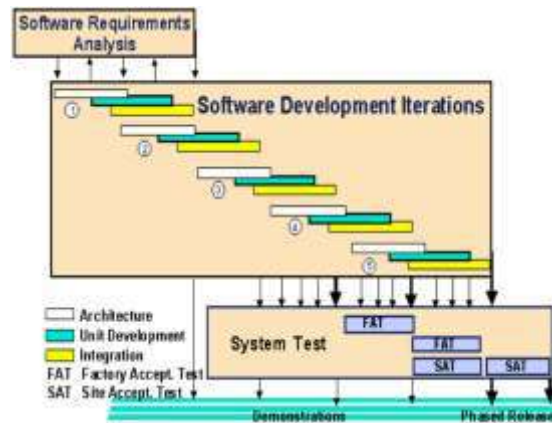 Software Requirements
Analysis
Software Development Iterations
1
2
3
4
5
Architecture
Unit Development
Integration
FAT Factory Accept. Test
SAT Site Accept. Test
System Test
FAT
FAT
SAT
SAT
Demonstrations
Phased Release